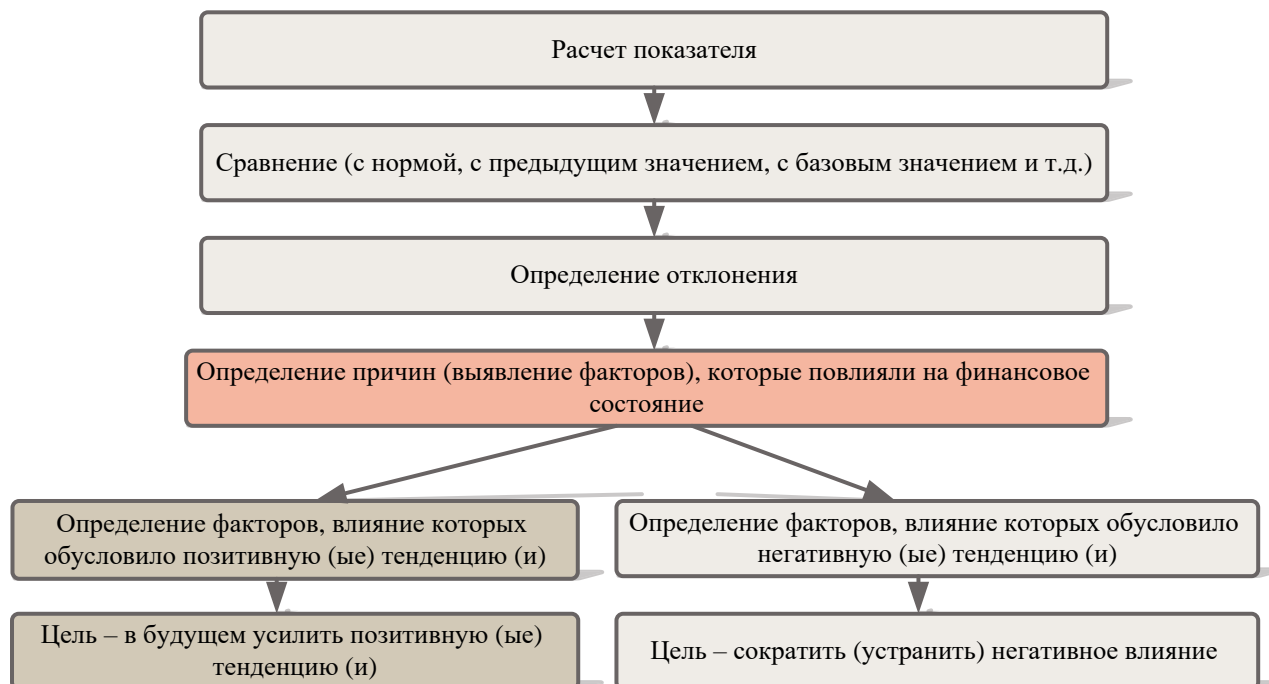 Расчет показателя
Сравнение (с нормой, с предыдущим значением, с базовым значением и т.д.)
Определение отклонения
Определение причин (выявление факторов), которые повлияли на финансовое
состояние
Определение факторов, влияние которых
обусловило позитивную (ые) тенденцию (и)
Определение факторов, влияние которых обусловило
негативную (ые) тенденцию (и)
Цель – в будущем усилить позитивную (ые)
тенденцию (и)
Цель – сократить (устранить) негативное влияние